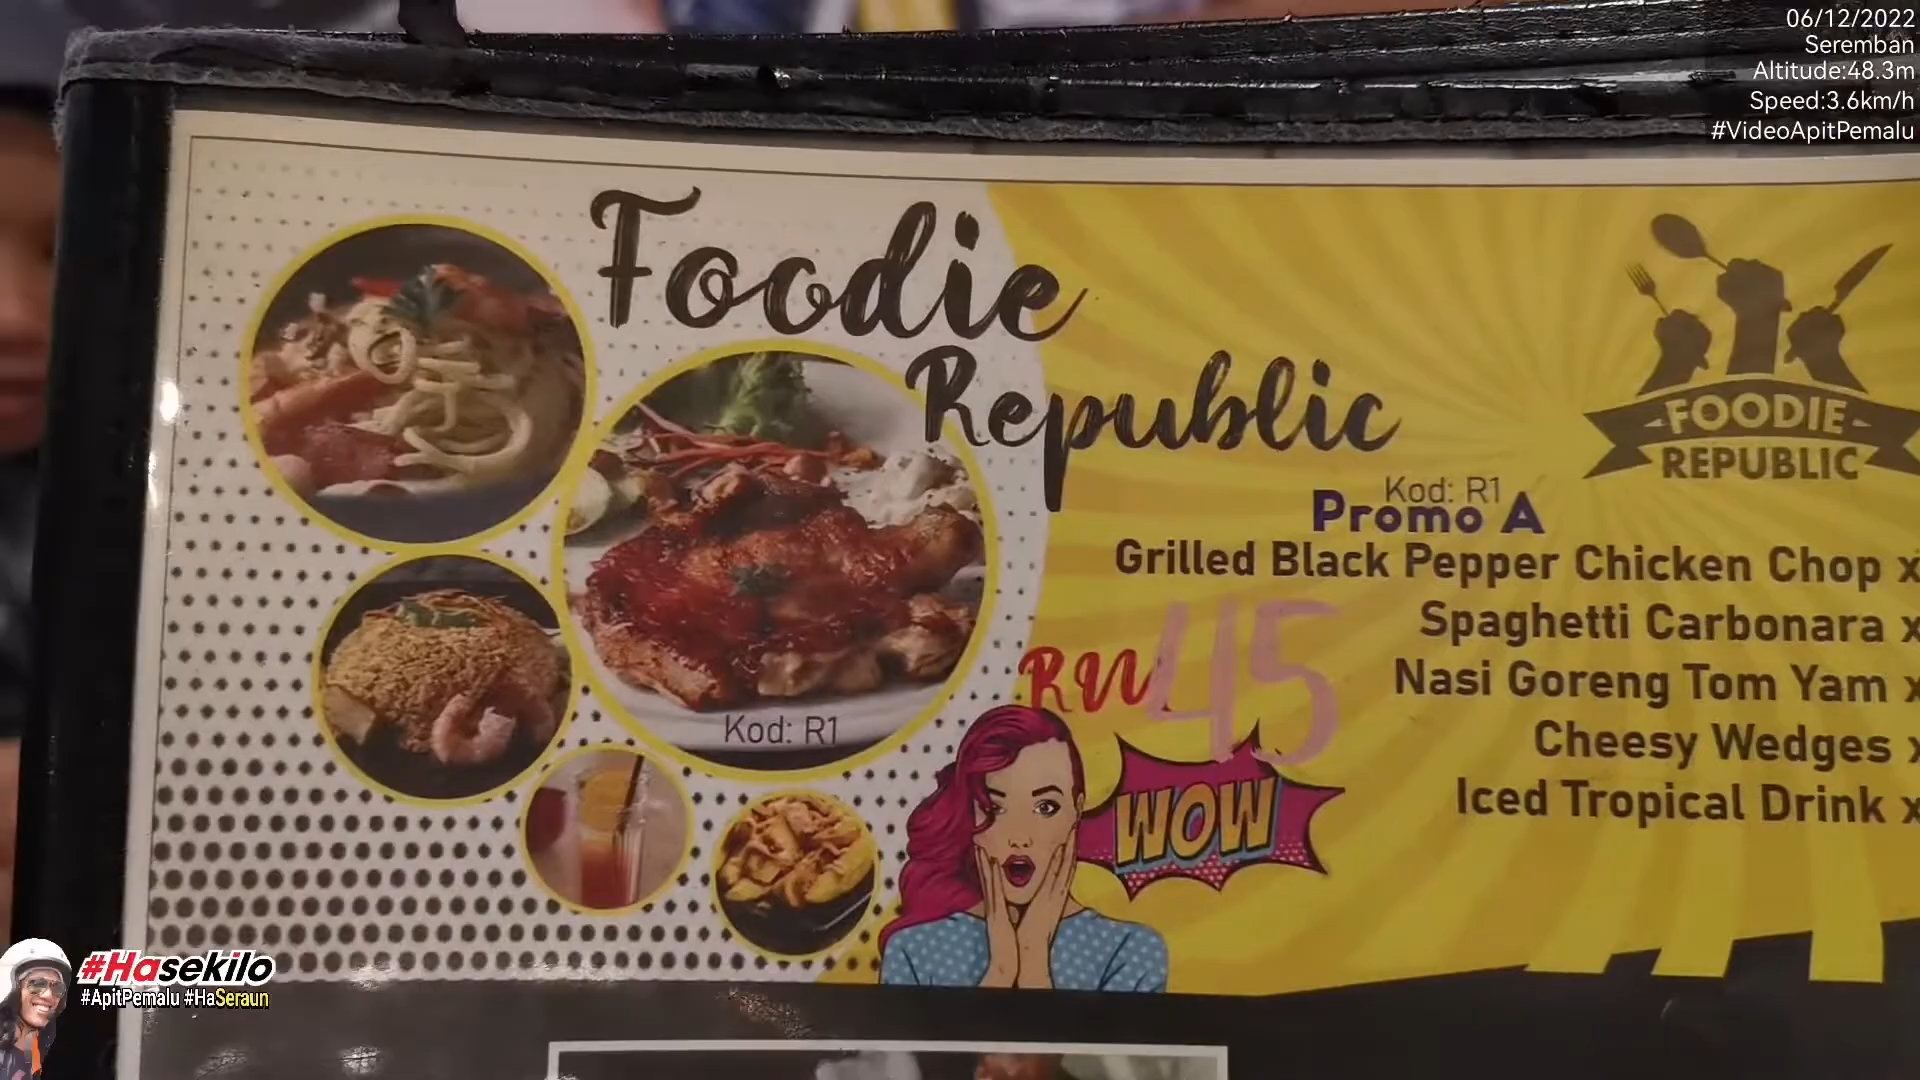 06/12/2022
Seremban
Altitude:48.3m
Speed:3.6km/h
#VideoApitPemalu
Foodie
Republic
FOODIE
REPUBLIC
Kod: R1
Promo A
Grilled Black Pepper Chicken Chop x
Spaghetti Carbonara x
Nasi Goreng Tom Yam x
Cheesy Wedges x
Iced Tropical Drink x
RM 45
Kod: R1
WOW
#Hasekilo
#ApitPemalu #HaSeraun